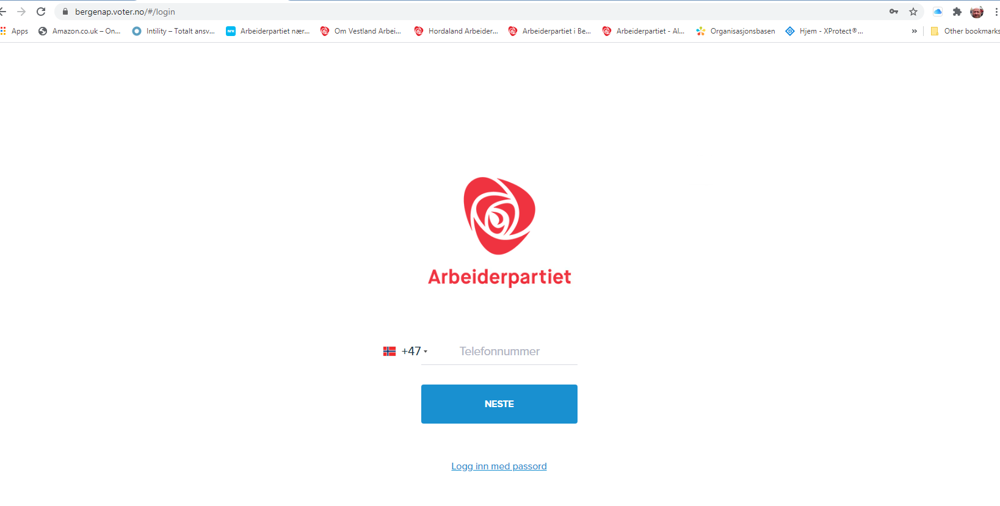 bergenap.voter.no/#/login
Apps Amazon.co.uk – On... Intility – Totalt ansv... NRK Arbeiderpartiet nær... Om Vestland Arbei... Hordaland Arbeider... Arbeiderpartiet i Be... Arbeiderpartiet - Al... Organisasjonsbasen Hjem - XProtect®... » Other bookmarks
Arbeiderpartiet
+47 Telefonnummer
NESTE
Logg inn med passord